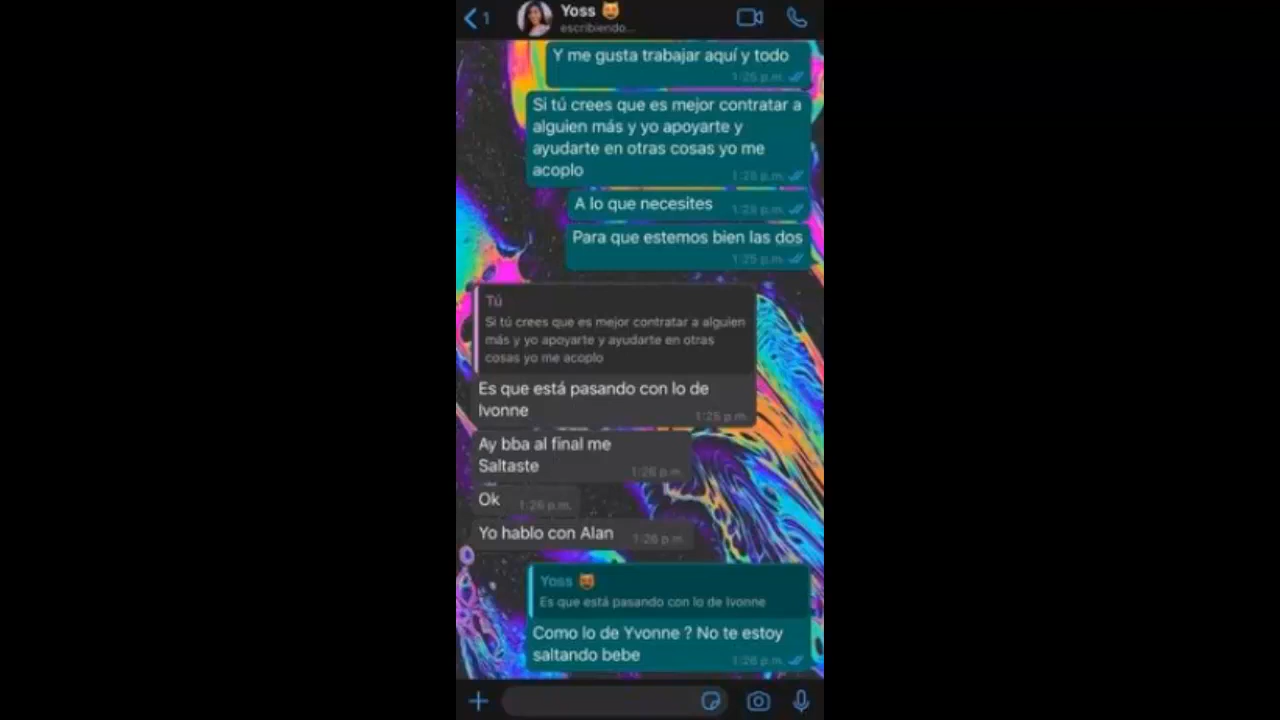 1
Yoss
escribiendo...
Y me gusta trabajar aquí y todo
1:25 p.m.
Si tú crees que es mejor contratar a
alguien más y yo apoyarte y
ayudarte en otras cosas yo me
acoplo
1:25 p.m.
A lo que necesites
1:25 p.m.
Para que estemos bien las dos
1:25 p.m.
Tú
Si tú crees que es mejor contratar a alguien
más y yo apoyarte y ayudarte en otras
cosas yo me acoplo
Es que está pasando con lo de
Ivonne
1:25 p.m.
Ay bba al final me
Saltaste
1:26 p.m.
Ok
1:26 p.m.
Yo hablo con Alan
1:26 p.m.
Yoss
Es que está pasando con lo de Ivonne
Como lo de Yvonne ? No te estoy
saltando bebe
1:26 p.m.